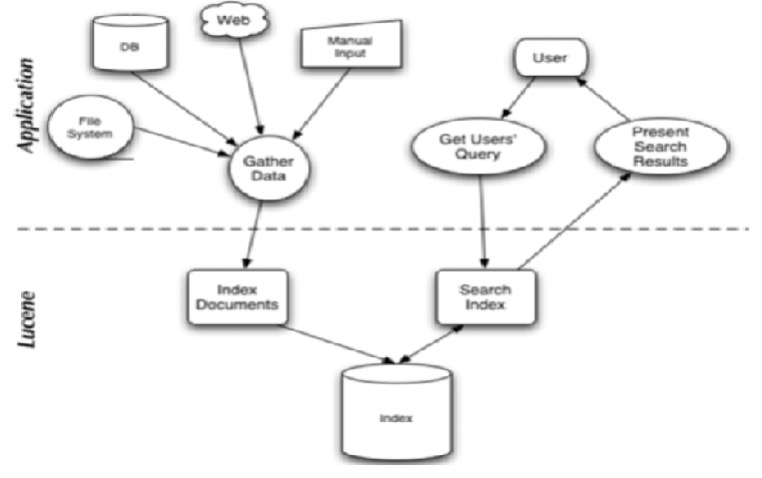 Application
DB
Web
Manual
Input
File
System
Gather
Data
User
Get Users'
Query
Present
Search
Results
Lucene
Index
Documents
Search
Index
Index